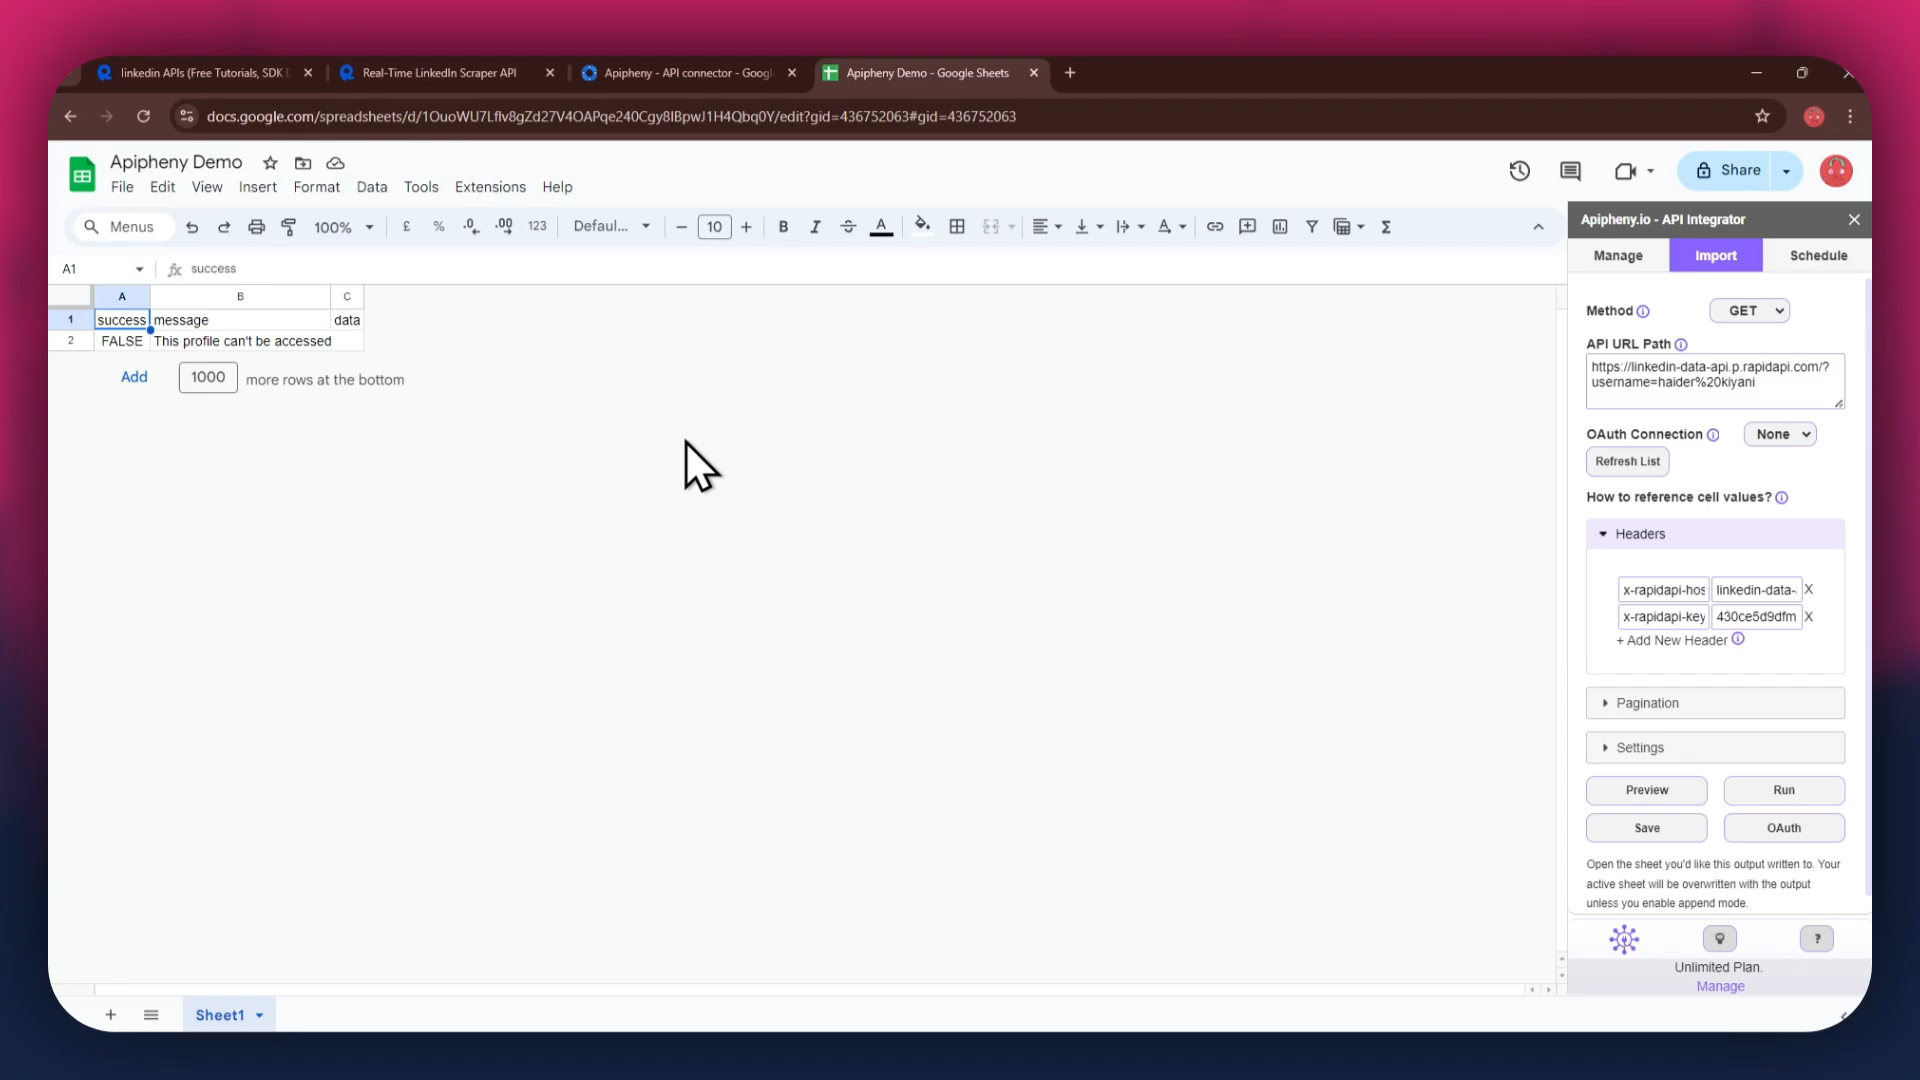 linkedin APIs (Free Tutorials, SDK
Real-Time LinkedIn Scraper API
Apipheny - API connector - Googl
Apipheny Demo - Google Sheets
docs.google.com/spreadsheets/d/1OuoWU7Lflv8gZd27V4OAPqe240Cgy8lBpwJ1H4Qbq0Y/edit?gid=436752063#gid=436752063
Apipheny Demo
File Edit View Insert Format Data Tools Extensions Help
Share
Menus 100% £ % .0 .00 123 Defaul... 10 B I A
A1 fx success
A B C
1 success message data
2 FALSE This profile can't be accessed
Add 1000 more rows at the bottom
Sheet1
Apipheny.io - API Integrator
Manage Import Schedule
Method GET
API URL Path
https://linkedin-data-api.p.rapidapi.com/?
username=haider%20kiyani
OAuth Connection None
Refresh List
How to reference cell values?
Headers
x-rapidapi-hos linkedin-data- X
x-rapidapi-key 430ce5d9dfm X
+ Add New Header
Pagination
Settings
Preview Run
Save OAuth
Open the sheet you'd like this output written to. Your
active sheet will be overwritten with the output
unless you enable append mode.
?
Unlimited Plan.
Manage